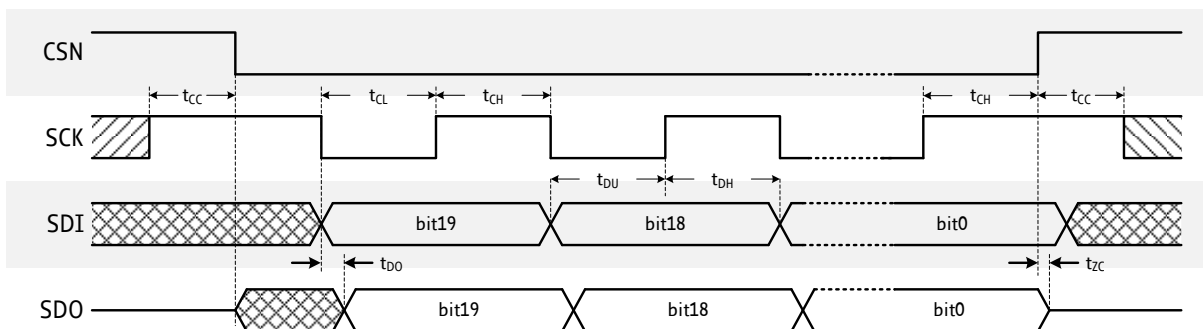 CSN
tCC tCL tCH tCH tCC
SCK
tDU tDH
SDI bit19 bit18 bit0
tDO tZC
SDO bit19 bit18 bit0